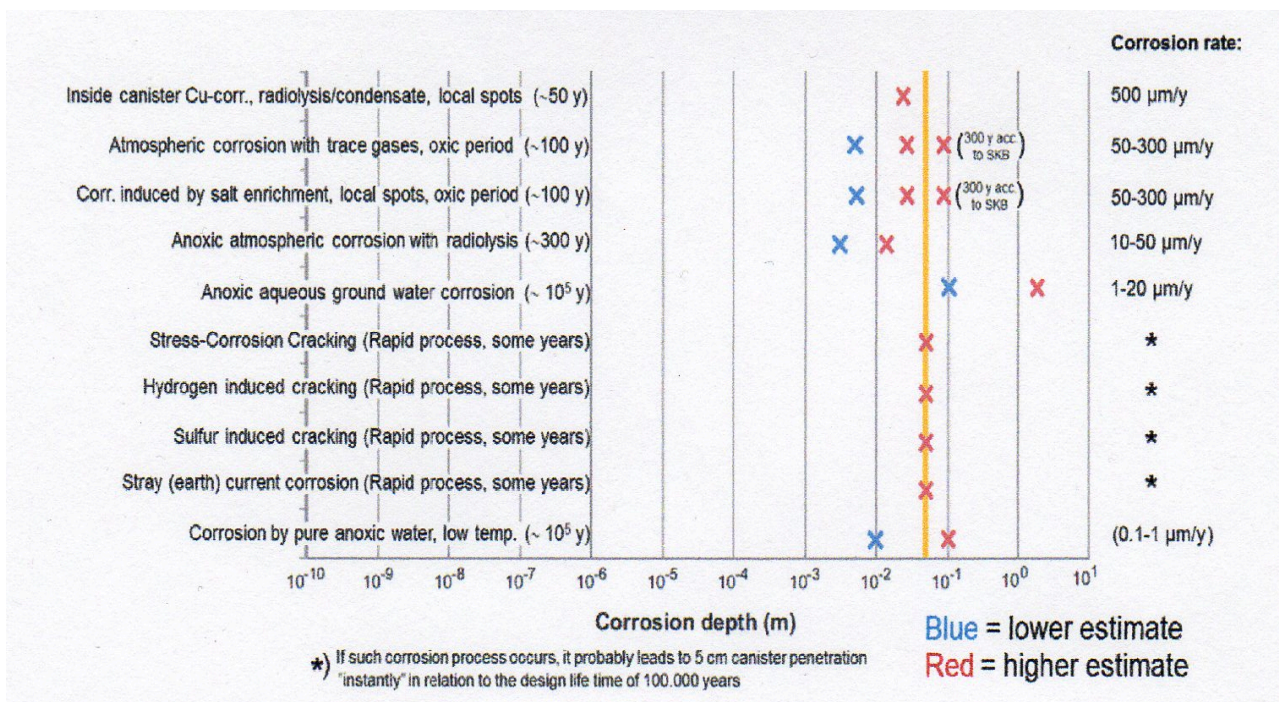 Corrosion rate:
Inside canister Cu-corr., radiolysis/condensate, local spots (~50 y) 500 µm/y
Atmospheric corrosion with trace gases, oxic period (~100 y) (300 y acc. to SKB) 50-300 µm/y
Corr. induced by salt enrichment, local spots, oxic period (~100 y) (300 y acc. to SKB) 50-300 µm/y
Anoxic atmospheric corrosion with radiolysis (~300 y) 10-50 µm/y
Anoxic aqueous ground water corrosion (~ 10⁵ y) 1-20 µm/y
Stress-Corrosion Cracking (Rapid process, some years) *
Hydrogen induced cracking (Rapid process, some years) *
Sulfur induced cracking (Rapid process, some years) *
Stray (earth) current corrosion (Rapid process, some years) *
Corrosion by pure anoxic water, low temp. (~ 10⁵ y) (0.1-1 µm/y)
10⁻¹⁰ 10⁻⁹ 10⁻⁸ 10⁻⁷ 10⁻⁶ 10⁻⁵ 10⁻⁴ 10⁻³ 10⁻² 10⁻¹ 10⁰ 10¹
Corrosion depth (m)
Blue = lower estimate
Red = higher estimate
*) If such corrosion process occurs, it probably leads to 5 cm canister penetration
"instantly" in relation to the design life time of 100.000 years